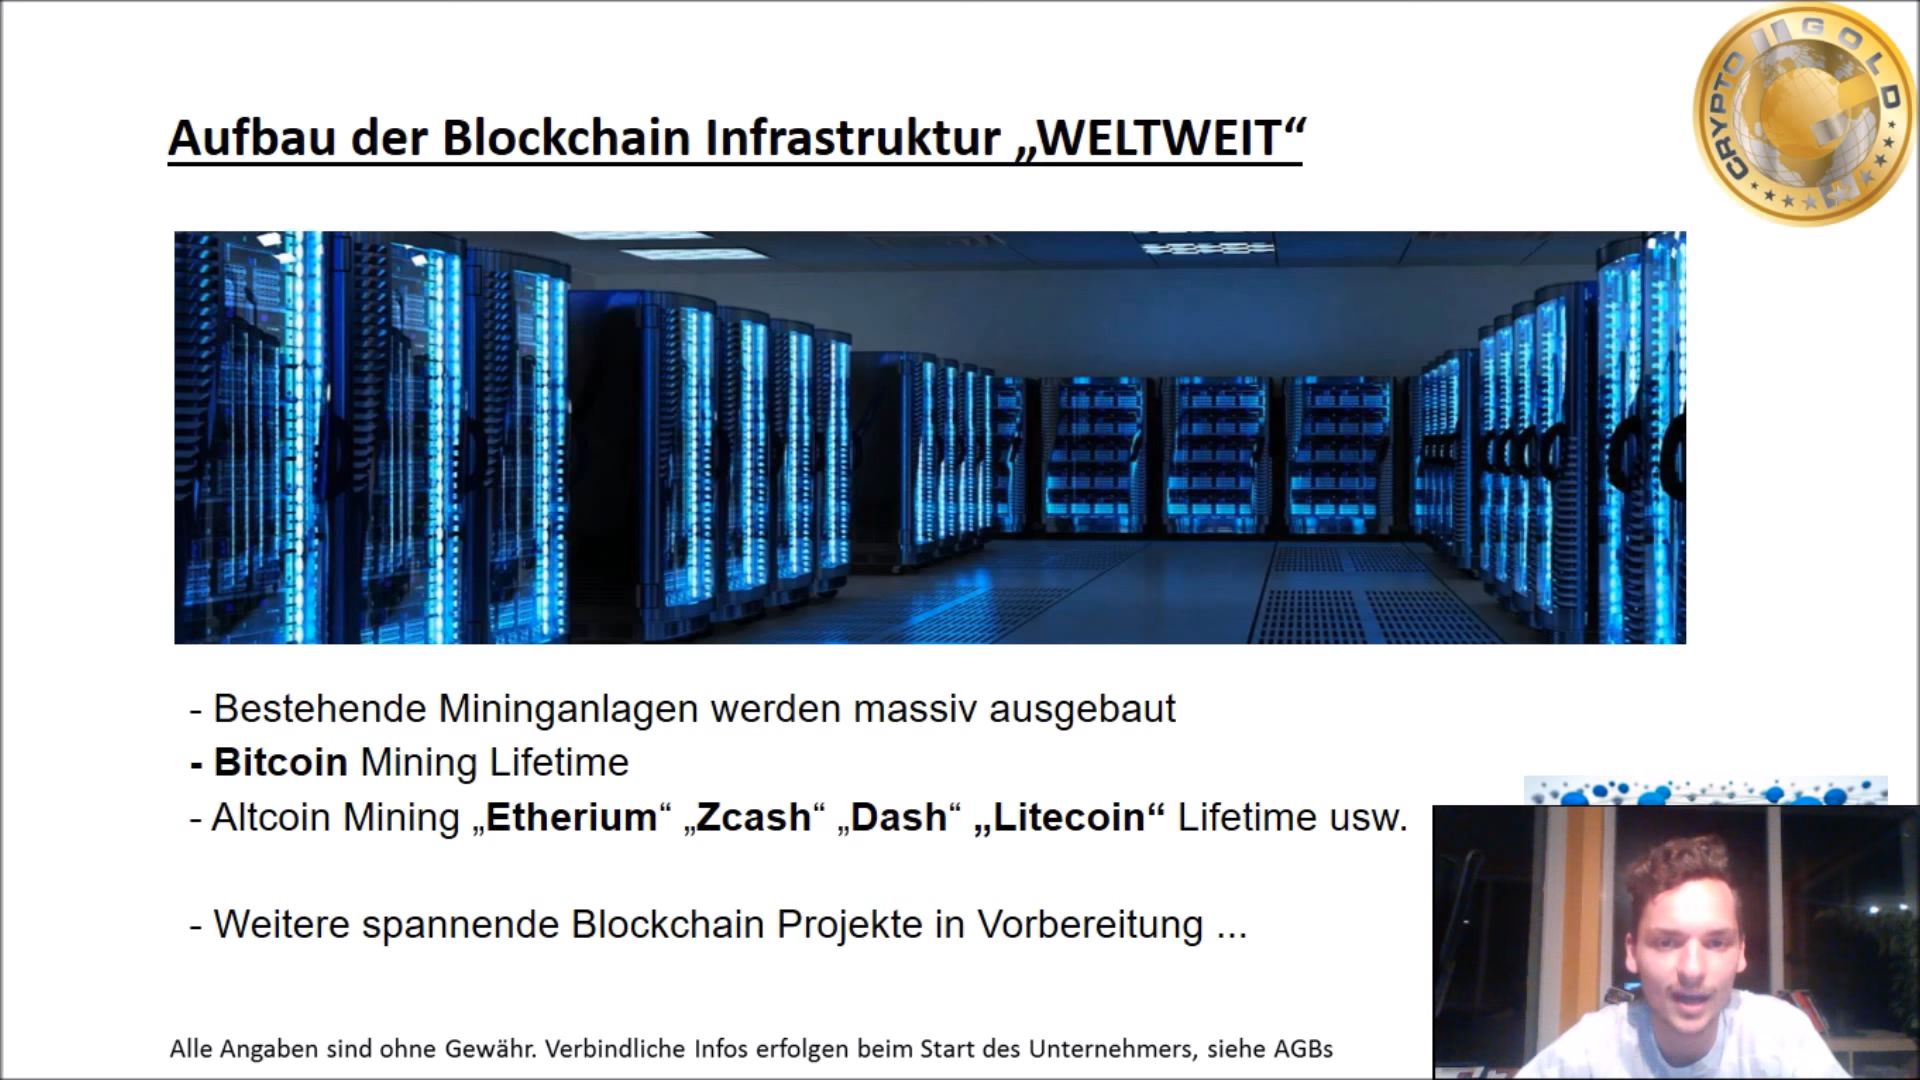 CRYPTO GOLD
Aufbau der Blockchain Infrastruktur „WELTWEIT“
- Bestehende Mininganlagen werden massiv ausgebaut
- Bitcoin Mining Lifetime
- Altcoin Mining „Etherium“ „Zcash“ „Dash“ „Litecoin“ Lifetime usw.
- Weitere spannende Blockchain Projekte in Vorbereitung ...
Alle Angaben sind ohne Gewähr. Verbindliche Infos erfolgen beim Start des Unternehmers, siehe AGBs